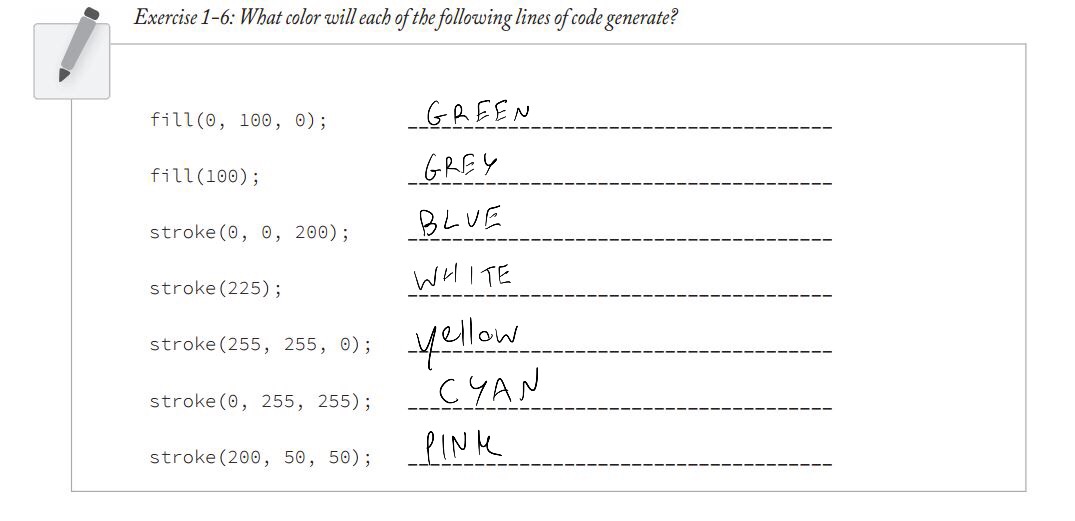 Exercise 1-6: What color will each of the following lines of code generate?
fill(0, 100, 0); GREEN
fill(100); GREY
stroke(0, 0, 200); BLUE
stroke(225); WHITE
stroke(255, 255, 0); yellow
stroke(0, 255, 255); CYAN
stroke(200, 50, 50); PINK